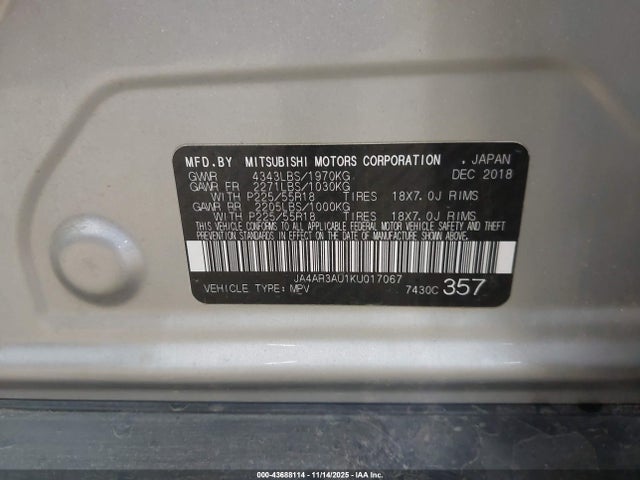 MFD.BY MITSUBISHI MOTORS CORPORATION . JAPAN
GVWR 4343LBS/1970KG DEC 2018
GAWR FR 2271LBS/1030KG
WITH P225/55R18 TIRES 18X7.0J RIMS
GAWR RR 2205LBS/1000KG
WITH P225/55R18 TIRES 18X7.0J RIMS
THIS VEHICLE CONFORMS TO ALL APPLICABLE FEDERAL MOTOR VEHICLE SAFETY AND THEFT
PREVENTION STANDARDS IN EFFECT ON THE DATE OF MANUFACTURE SHOWN ABOVE.
JA4AR3AU1KU017067
VEHICLE TYPE: MPV 7430C 357
000-43688114 - 11/14/2025 - IAA Inc.